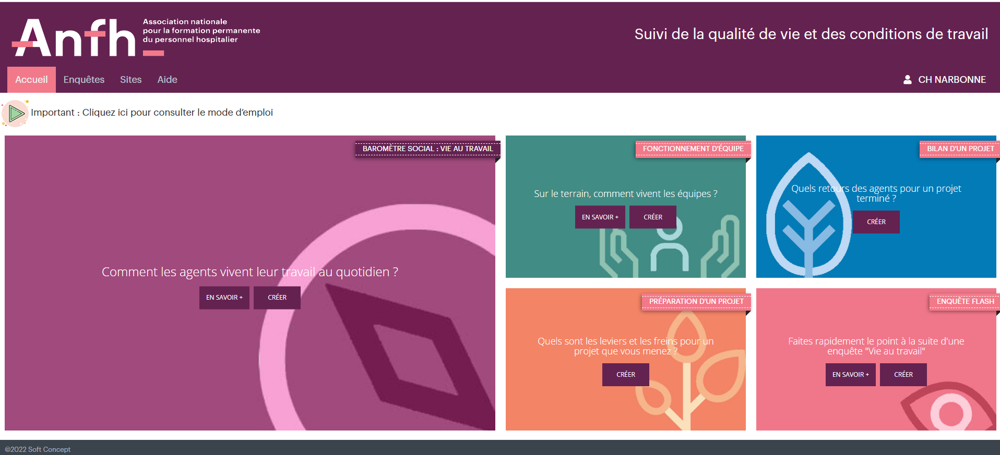 Anfh
Association nationale
pour la formation permanente
du personnel hospitalier
Suivi de la qualité de vie et des conditions de travail
Accueil Enquêtes Sites Aide
CH NARBONNE
Important : Cliquez ici pour consulter le mode d’emploi
BAROMÈTRE SOCIAL : VIE AU TRAVAIL
Comment les agents vivent leur travail au quotidien ?
EN SAVOIR + CRÉER
FONCTIONNEMENT D'ÉQUIPE
Sur le terrain, comment vivent les équipes ?
EN SAVOIR + CRÉER
BILAN D'UN PROJET
Quels retours des agents pour un projet
terminé ?
CRÉER
PRÉPARATION D'UN PROJET
Quels sont les leviers et les freins pour un
projet que vous menez ?
CRÉER
ENQUÊTE FLASH
Faites rapidement le point à la suite d'une
enquête "Vie au travail"
EN SAVOIR + CRÉER
©2022 Soft Concept